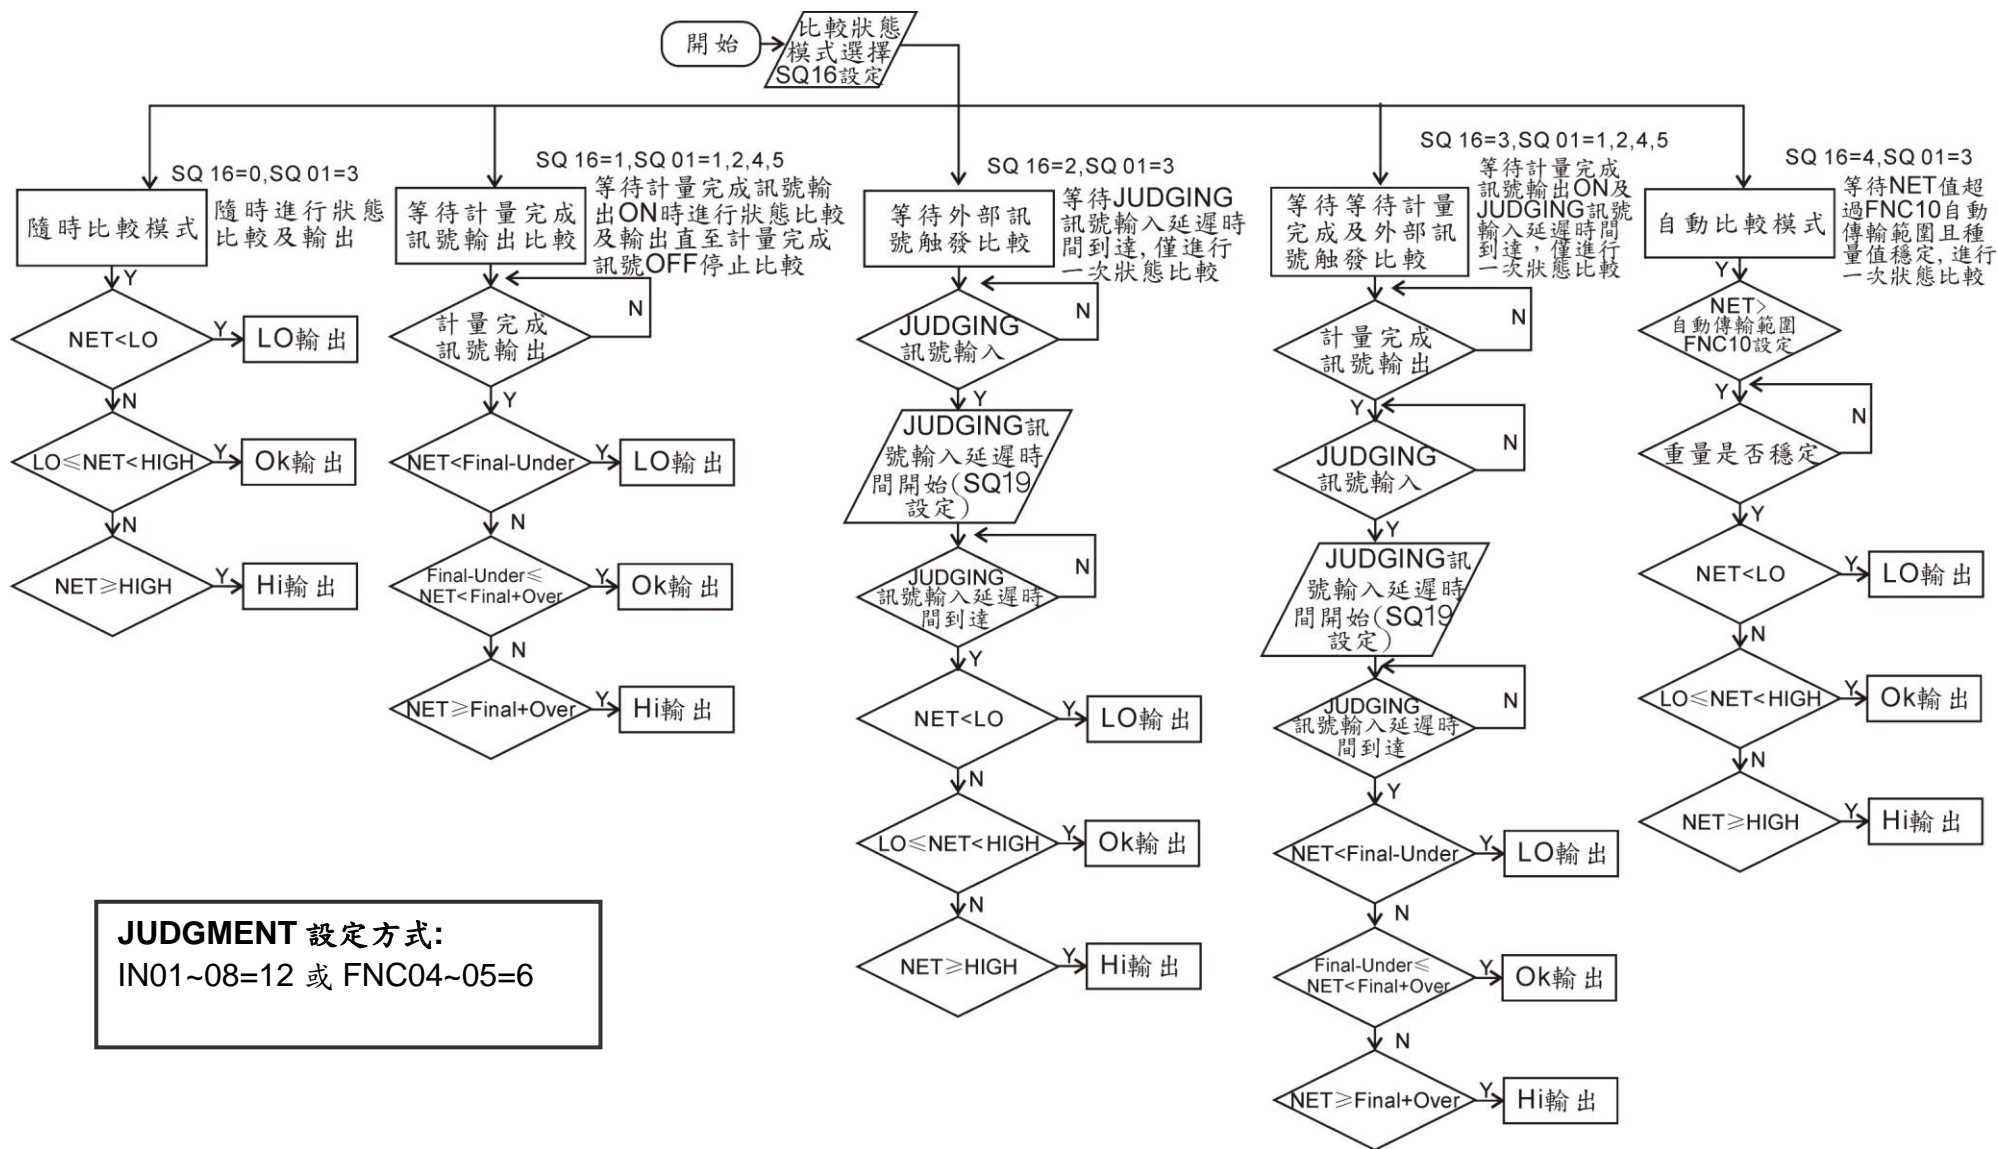 開始
比較狀態
模式選擇
SQ16設定
SQ 16=0,SQ 01=3
隨時比較模式
隨時進行狀態
比較及輸出
Y
NET<LO
Y
LO輸出
N
LO≤NET<HIGH
Y
Ok輸出
N
NET≥HIGH
Y
Hi輸出
SQ 16=1,SQ 01=1,2,4,5
等待計量完成
訊號輸出比較
等待計量完成訊號輸
出ON時進行狀態比較
及輸出直至計量完成
訊號OFF停止比較
計量完成
訊號輸出
N
Y
NET<Final-Under
Y
LO輸出
N
Final-Under≤
NET<Final+Over
Y
Ok輸出
N
NET≥Final+Over
Y
Hi輸出
SQ 16=2,SQ 01=3
等待外部訊
號触發比較
等待JUDGING
訊號輸入延遲時
間到達,僅進行
一次狀態比較
JUDGING
訊號輸入
N
Y
JUDGING訊
號輸入延遲時
間開始(SQ19
設定)
JUDGING
訊號輸入延遲時
間到達
N
Y
NET<LO
Y
LO輸出
N
LO≤NET<HIGH
Y
Ok輸出
N
NET≥HIGH
Y
Hi輸出
SQ 16=3,SQ 01=1,2,4,5
等待等待計量
完成及外部訊
號触發比較
等待計量完成
訊號輸出ON及
JUDGING訊號
輸入延遲時間
到達,僅進行
一次狀態比較
計量完成
訊號輸出
N
Y
JUDGING
訊號輸入
N
Y
JUDGING訊
號輸入延遲時
間開始(SQ19
設定)
JUDGING
訊號輸入延遲時
間到達
N
Y
NET<Final-Under
Y
LO輸出
N
Final-Under≤
NET<Final+Over
Y
Ok輸出
N
NET≥Final+Over
Y
Hi輸出
SQ 16=4,SQ 01=3
自動比較模式
等待NET值超
過FNC10自動
傳輸範圍且種
量值穩定,進行
一次狀態比較
Y
NET>
自動傳輸範圍
FNC10設定
Y
重量是否穩定
N
Y
NET<LO
Y
LO輸出
N
LO≤NET<HIGH
Y
Ok輸出
N
NET≥HIGH
Y
Hi輸出
JUDGMENT 設定方式:
IN01~08=12 或 FNC04~05=6